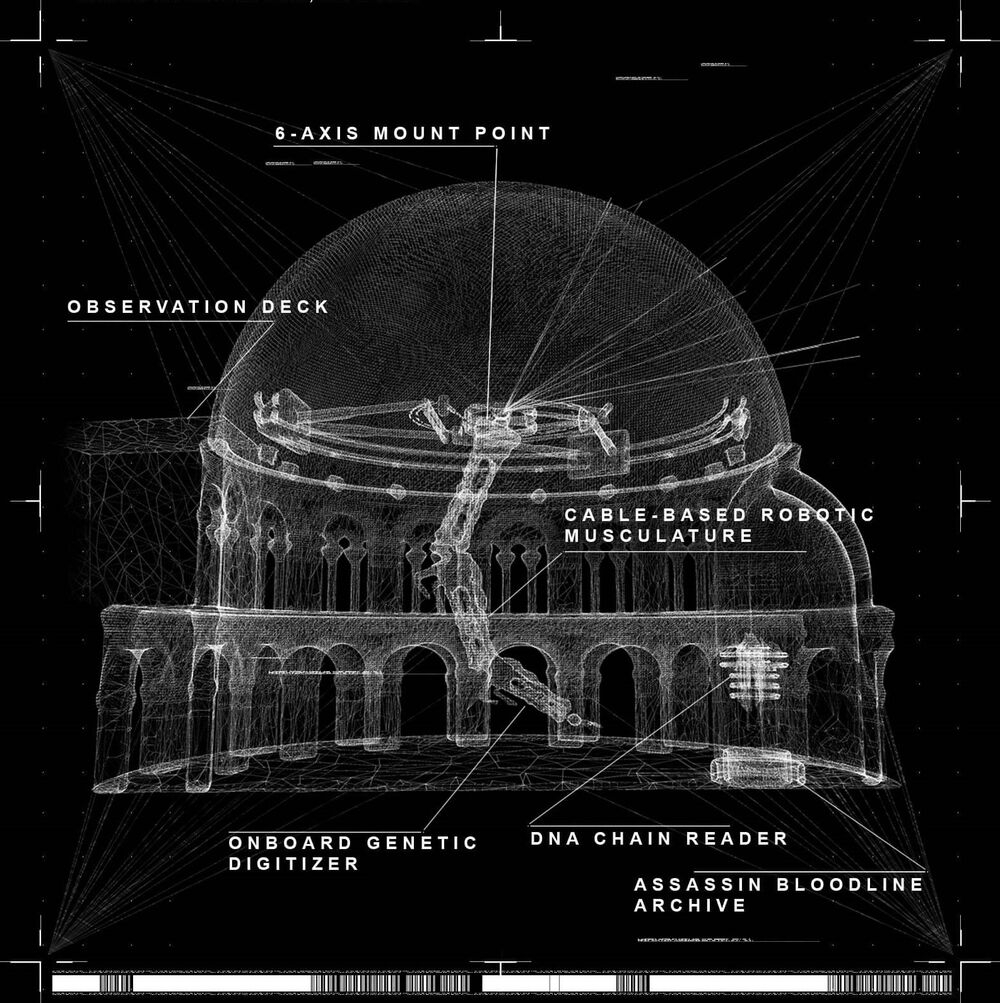 6-AXIS MOUNT POINT
OBSERVATION DECK
CABLE-BASED ROBOTIC
MUSCULATURE
ONBOARD GENETIC
DIGITIZER
DNA CHAIN READER
ASSASSIN BLOODLINE
ARCHIVE